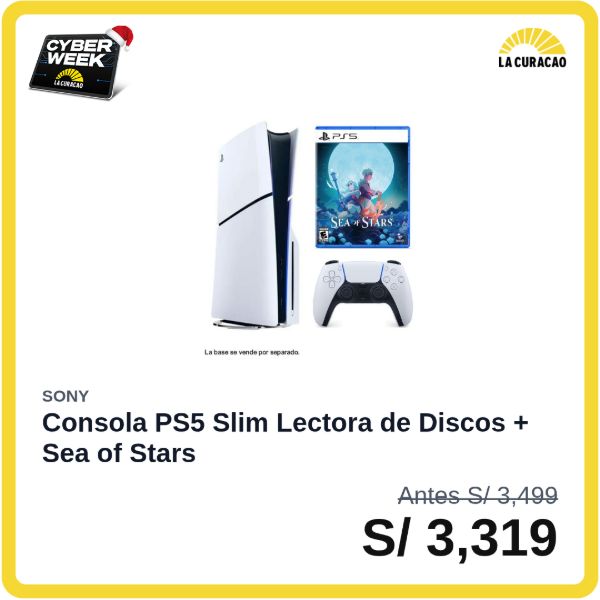 CYBER
WEEK
LA CURACAO
LA CURACAO
PS5
SEA OF STARS
La base se vende por separado.
SONY
Consola PS5 Slim Lectora de Discos +
Sea of Stars
Antes S/ 3,499
S/ 3,319